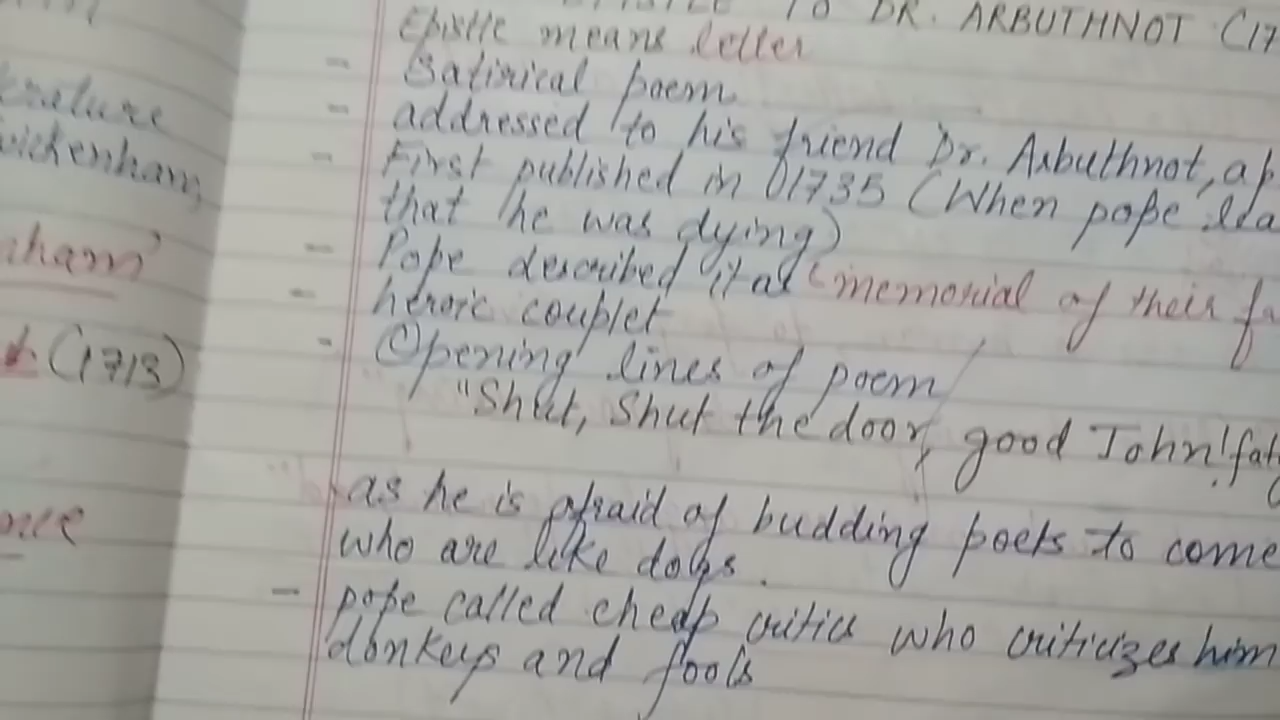 TO DR. ARBUTHNOT (17
Epistle means letter
- Satirical poem
- addressed to his friend Dr. Arbuthnot, a
- First published in 1735 (When pope
that he was dying)
- Pope described it as 'memorial of their
- heroic couplet
- Opening lines of poem
"Shut, Shut the door, good John!
as he is afraid of budding poets to come
who are like dogs.
- pope called cheap critics who criticizes him
donkeys and fools
(1713)